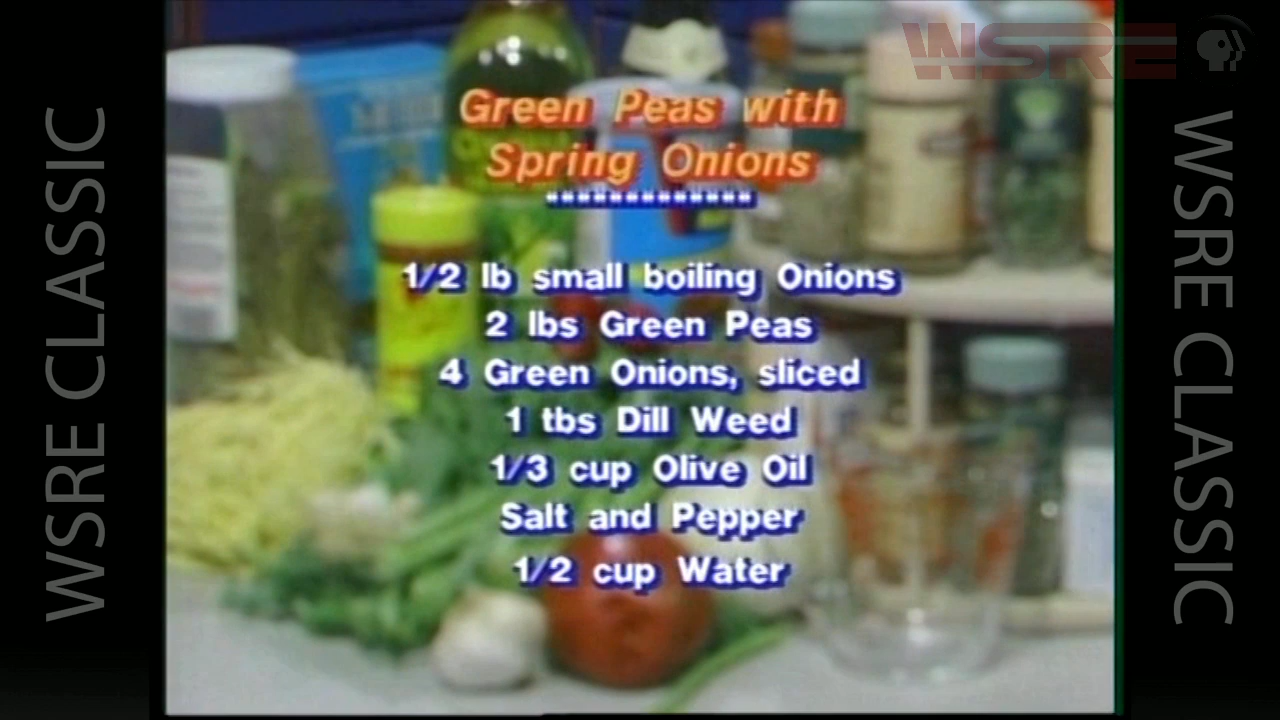 WSRE
WSRE CLASSIC
WSRE CLASSIC
Green Peas with
Spring Onions
1/2 lb small boiling Onions
2 lbs Green Peas
4 Green Onions, sliced
1 tbs Dill Weed
1/3 cup Olive Oil
Salt and Pepper
1/2 cup Water